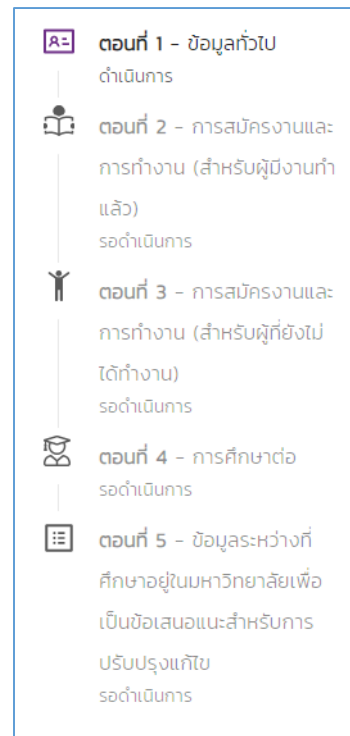 ตอนที่ 1 - ข้อมูลทั่วไป
ดำเนินการ
ตอนที่ 2 - การสมัครงานและ
การทำงาน (สำหรับผู้มีงานทำ
แล้ว)
รอดำเนินการ
ตอนที่ 3 - การสมัครงานและ
การทำงาน (สำหรับผู้ที่ยังไม่
ได้ทำงาน)
รอดำเนินการ
ตอนที่ 4 - การศึกษาต่อ
รอดำเนินการ
ตอนที่ 5 - ข้อมูลระหว่างที่
ศึกษาอยู่ในมหาวิทยาลัยเพื่อ
เป็นข้อเสนอแนะสำหรับการ
ปรับปรุงแก้ไข
รอดำเนินการ